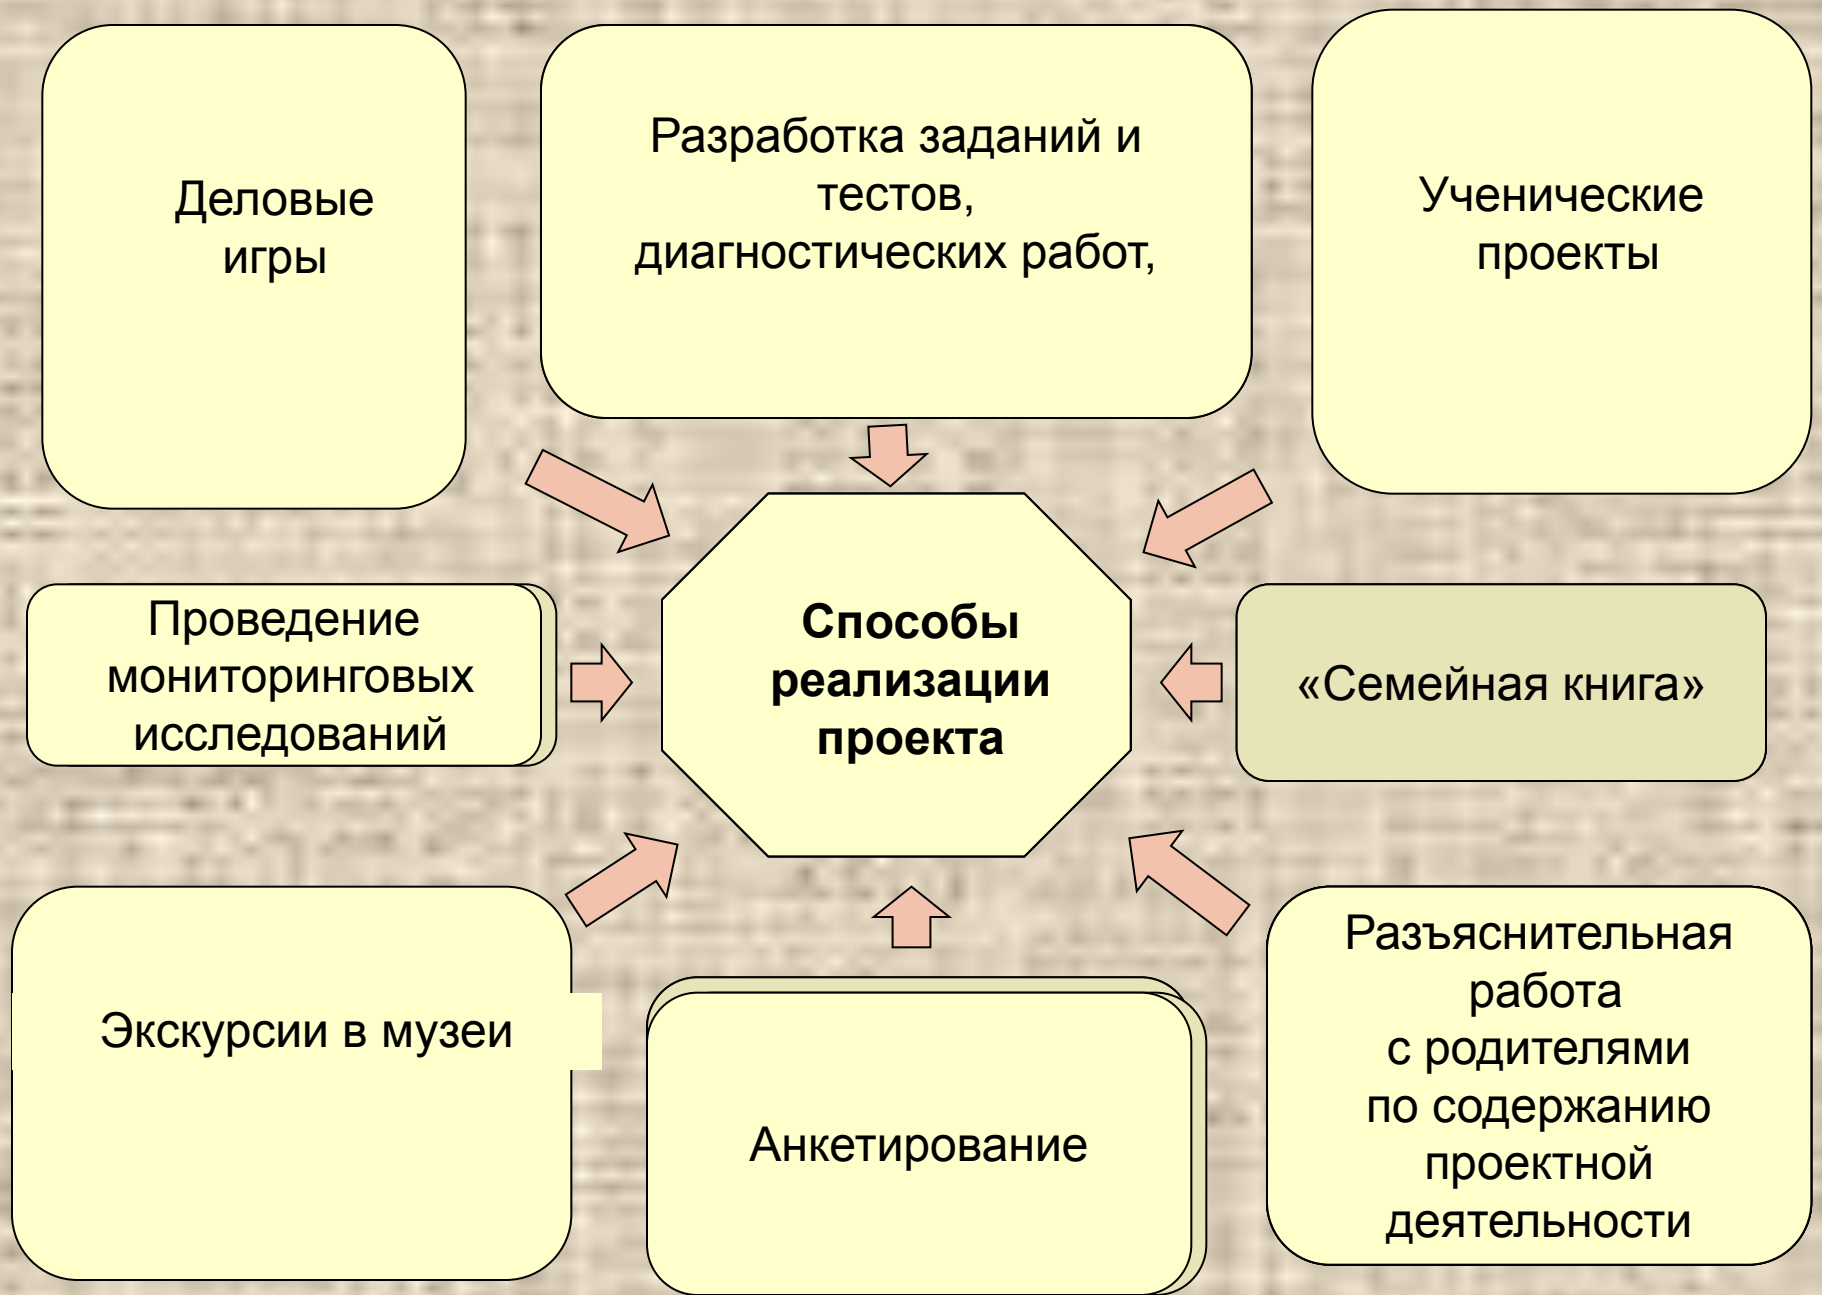 Деловые
игры
Разработка заданий и
тестов,
диагностических работ,
Ученические
проекты
Проведение
мониторинговых
исследований
Способы
реализации
проекта
«Семейная книга»
Экскурсии в музеи
Анкетирование
Разъяснительная
работа
с родителями
по содержанию
проектной
деятельности